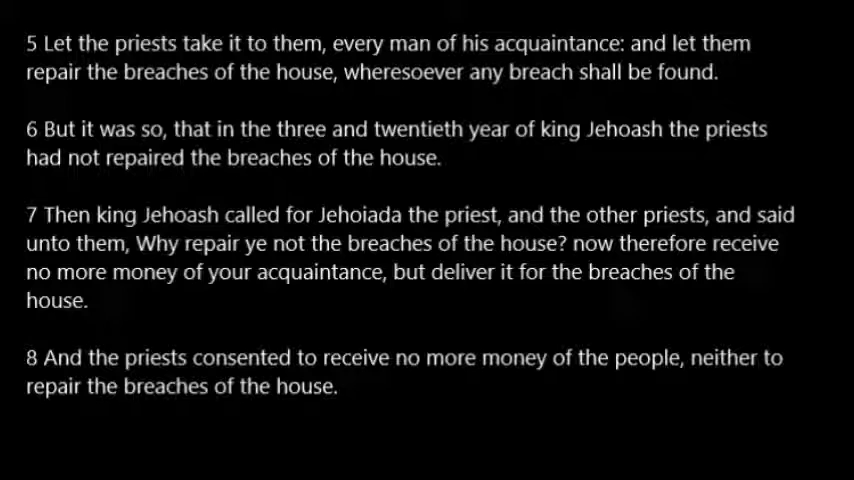 5 Let the priests take it to them, every man of his acquaintance: and let them
repair the breaches of the house, wheresoever any breach shall be found.
6 But it was so, that in the three and twentieth year of king Jehoash the priests
had not repaired the breaches of the house.
7 Then king Jehoash called for Jehoiada the priest, and the other priests, and said
unto them, Why repair ye not the breaches of the house? now therefore receive
no more money of your acquaintance, but deliver it for the breaches of the
house.
8 And the priests consented to receive no more money of the people, neither to
repair the breaches of the house.